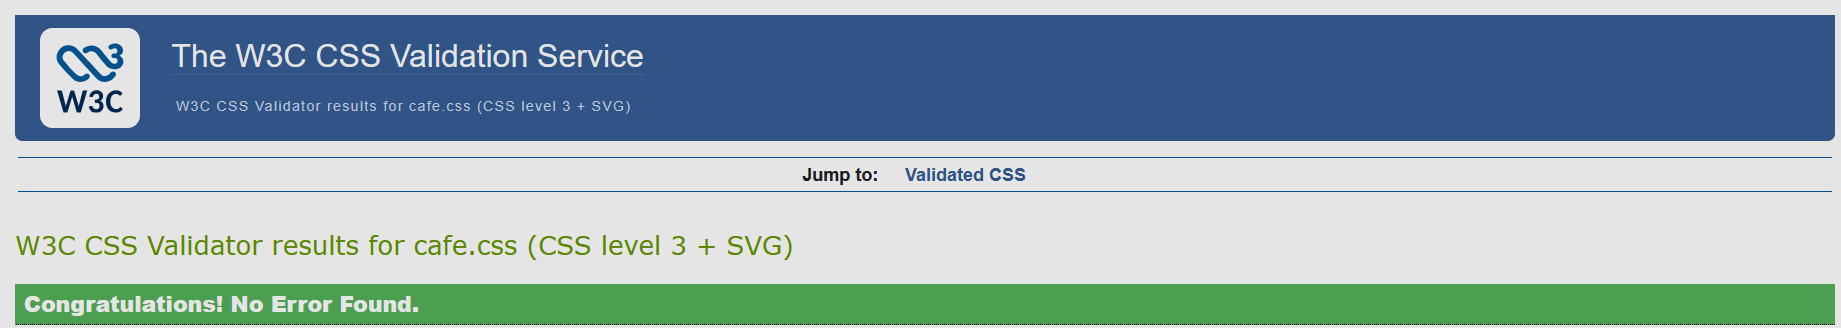 The W3C CSS Validation Service
W3C
W3C CSS Validator results for cafe.css (CSS level 3 + SVG)
Jump to: Validated CSS
W3C CSS Validator results for cafe.css (CSS level 3 + SVG)
Congratulations! No Error Found.